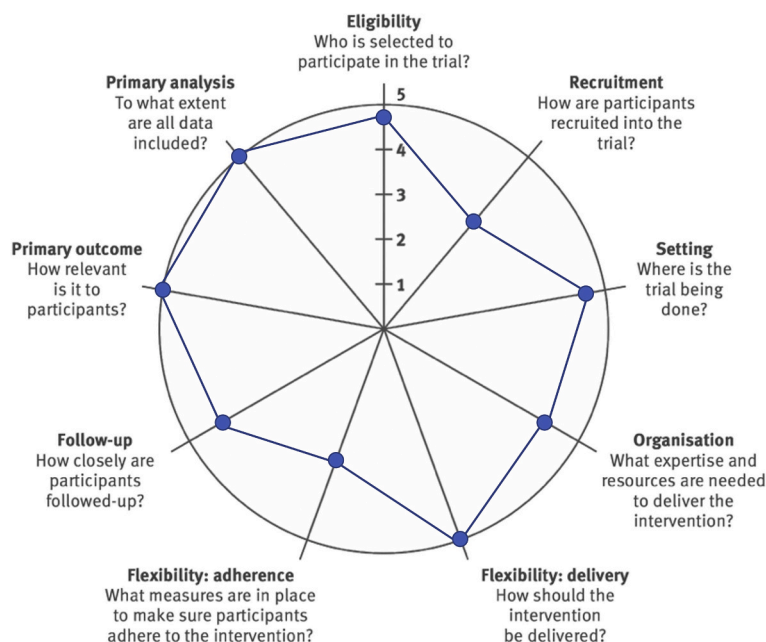 Eligibility
Who is selected to
participate in the trial?
Recruitment
How are participants
recruited into the
trial?
Setting
Where is the
trial being
done?
Organisation
What expertise and
resources are needed
to deliver the
intervention?
Flexibility: delivery
How should the
intervention
be delivered?
Flexibility: adherence
What measures are in place
to make sure participants
adhere to the intervention?
Follow-up
How closely are
participants
followed-up?
Primary outcome
How relevant
is it to
participants?
Primary analysis
To what extent
are all data
included?
5
4
3
2
1